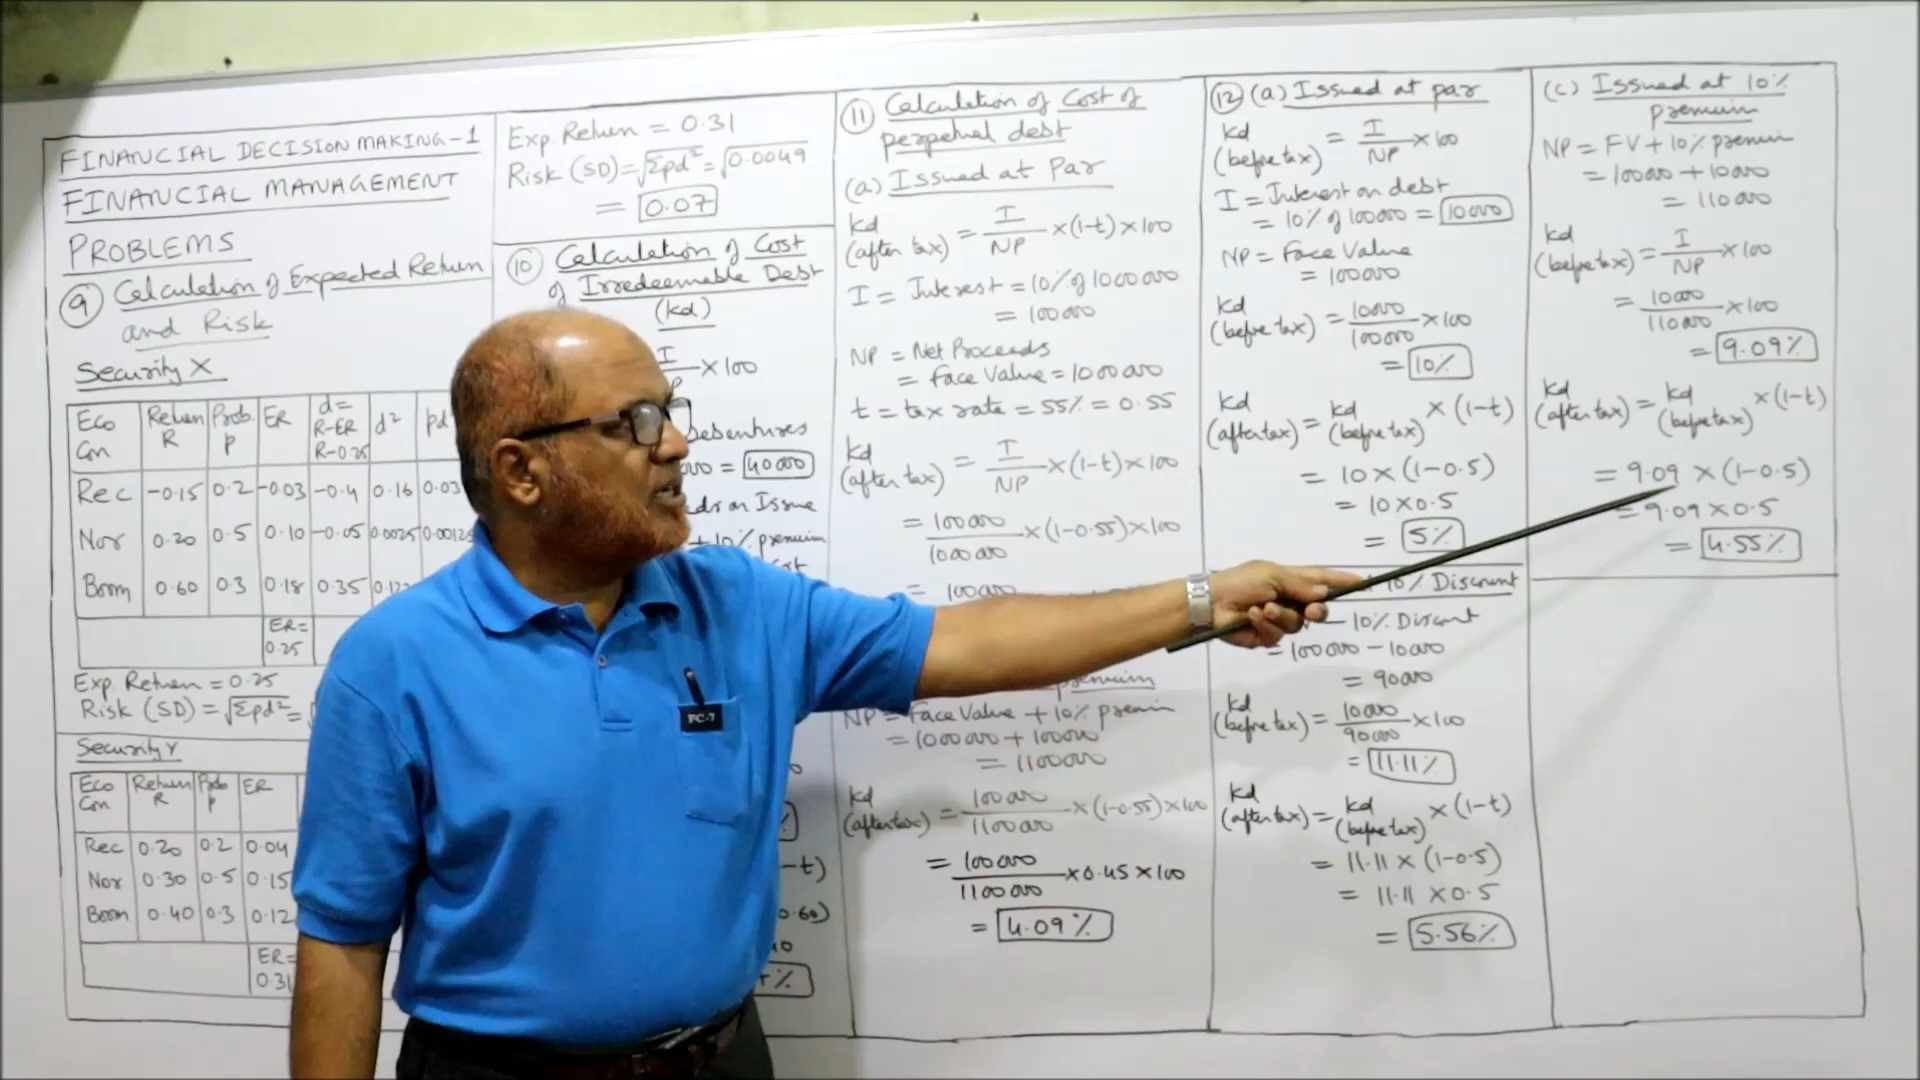 FINANCIAL DECISION MAKING-1
FINANCIAL MANAGEMENT
PROBLEMS
9 Calculation of Expected Return
and Risk
Security X
Eco Con | Return R | Prob. p | ER | d= R-ER R-0.25 | d² | pd
Rec | -0.15 | 0.2 | -0.03 | -0.4 | 0.16 | 0.03
Nor | 0.20 | 0.5 | 0.10 | -0.05 | 0.0025 | 0.00125
Boom | 0.60 | 0.3 | 0.18 | 0.35 | 0.12
ER= 0.25
Exp. Return = 0.25
Risk (SD) = √Σpd² =
Security Y
Eco Con | Return R | Prob p | ER
Rec | 0.20 | 0.2 | 0.04
Nor | 0.30 | 0.5 | 0.15
Boom | 0.40 | 0.3 | 0.12
ER= 0.31
Exp. Return = 0.31
Risk (SD) = √Σpd² = √0.0049
= 0.07
10 Calculation of Cost
of Irredeemable Debt
(kd)
I
× 100
Debentures
= 40000
on Issue
+ 10% premium
-t)
0.60)
%
FC-7
11 Calculation of Cost of
perpetual debt
(a) Issued at Par
kd (after tax) = I/NP × (1-t) × 100
I = Interest = 10% of 1000000
= 100000
NP = Net Proceeds
= Face Value = 1000000
t = tax rate = 55% = 0.55
kd (after tax) = I/NP × (1-t) × 100
= 100000/1000000 × (1-0.55) × 100
= 100000
premium
NP = Face Value + 10% premium
= 1000000 + 100000
= 1100000
kd (after tax) = 100000/1100000 × (1-0.55) × 100
= 100000/1100000 × 0.45 × 100
= 4.09%
12 (a) Issued at par
kd (before tax) = I/NP × 100
I = Interest on debt
= 10% of 100000 = 10000
NP = Face Value
= 100000
kd (before tax) = 10000/100000 × 100
= 10%
kd (after tax) = kd (before tax) × (1-t)
= 10 × (1-0.5)
= 10 × 0.5
= 5%
10% Discount
- 10% Discount
= 100000 - 10000
= 90000
kd (before tax) = 10000/90000 × 100
= 11.11%
kd (after tax) = kd (before tax) × (1-t)
= 11.11 × (1-0.5)
= 11.11 × 0.5
= 5.56%
(c) Issued at 10%
premium
NP = FV + 10% premium
= 100000 + 10000
= 110000
kd (before tax) = I/NP × 100
= 10000/110000 × 100
= 9.09%
kd (after tax) = kd (before tax) × (1-t)
= 9.09 × (1-0.5)
= 9.09 × 0.5
= 4.55%